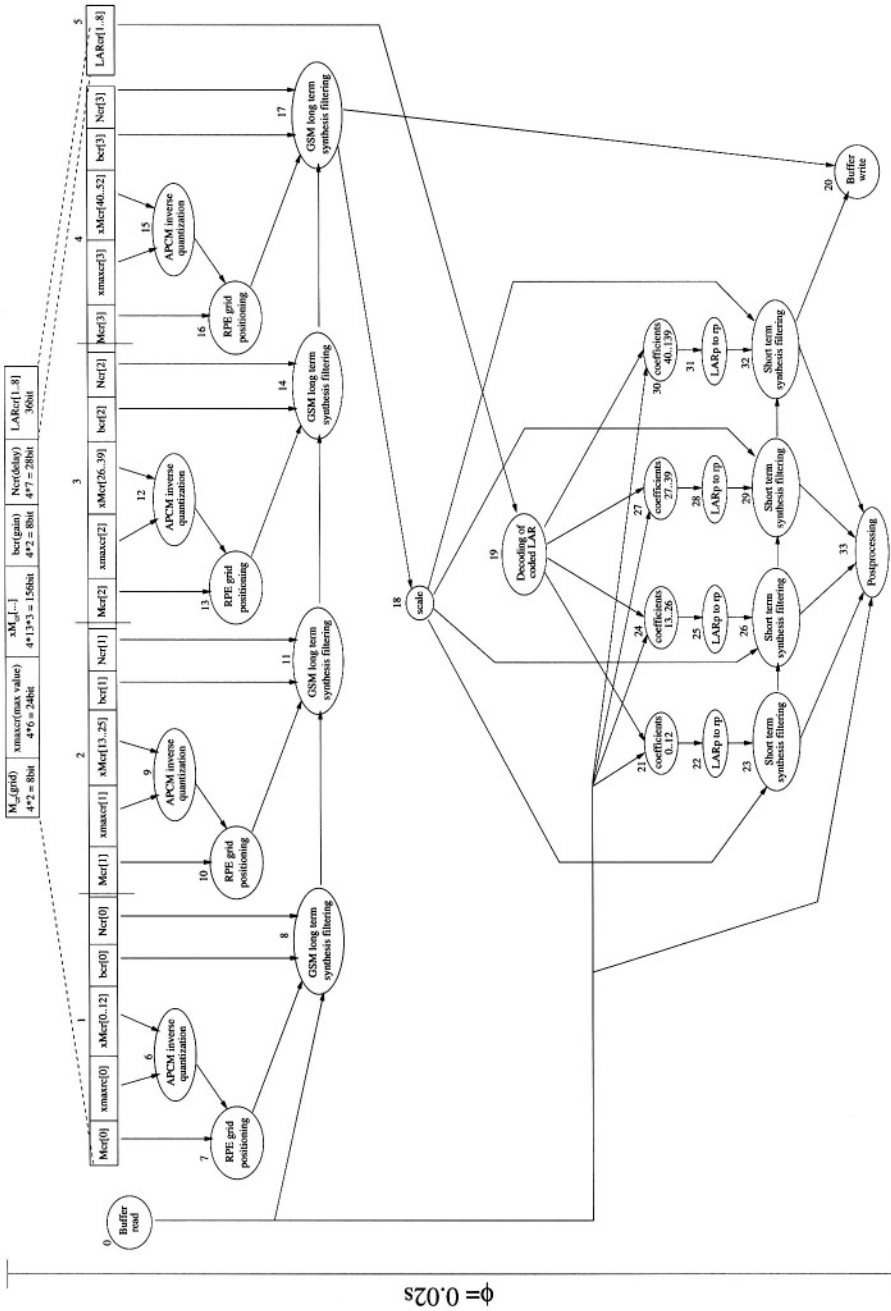 M_cr(grid)
4*2 = 8bit
xmaxcr(max value)
4*6 = 24bit
xM_cr[...]
4*13*3 = 156bit
bcr(gain)
4*2 = 8bit
Ncr(delay)
4*7 = 28bit
LARcr[1..8]
36bit
1
2
3
4
5
Mcr[0]
xmaxrc[0]
xMcr[0..12]
bcr[0]
Ncr[0]
Mcr[1]
xmaxcr[1]
xMcr[13..25]
bcr[1]
Ncr[1]
Mcr[2]
xmaxcr[2]
xMcr[26..39]
bcr[2]
Ncr[2]
Mcr[3]
xmaxcr[3]
xMcr[40..52]
bcr[3]
Ncr[3]
LARcr[1..8]
0
Buffer
read
6
APCM inverse
quantization
7
RPE grid
positioning
8
GSM long term
synthesis filtering
9
APCM inverse
quantization
10
RPE grid
positioning
11
GSM long term
synthesis filtering
12
APCM inverse
quantization
13
RPE grid
positioning
14
GSM long term
synthesis filtering
15
APCM inverse
quantization
16
RPE grid
positioning
17
GSM long term
synthesis filtering
18
scale
19
Decoding of
coded LAR
20
Buffer
write
21
coefficients
0..12
22
LARp to rp
23
Short term
synthesis filtering
24
coefficients
13..26
25
LARp to rp
26
Short term
synthesis filtering
27
coefficients
27..39
28
LARp to rp
29
Short term
synthesis filtering
30
coefficients
40..139
31
LARp to rp
32
Short term
synthesis filtering
33
Postprocessing
ϕ= 0.02s